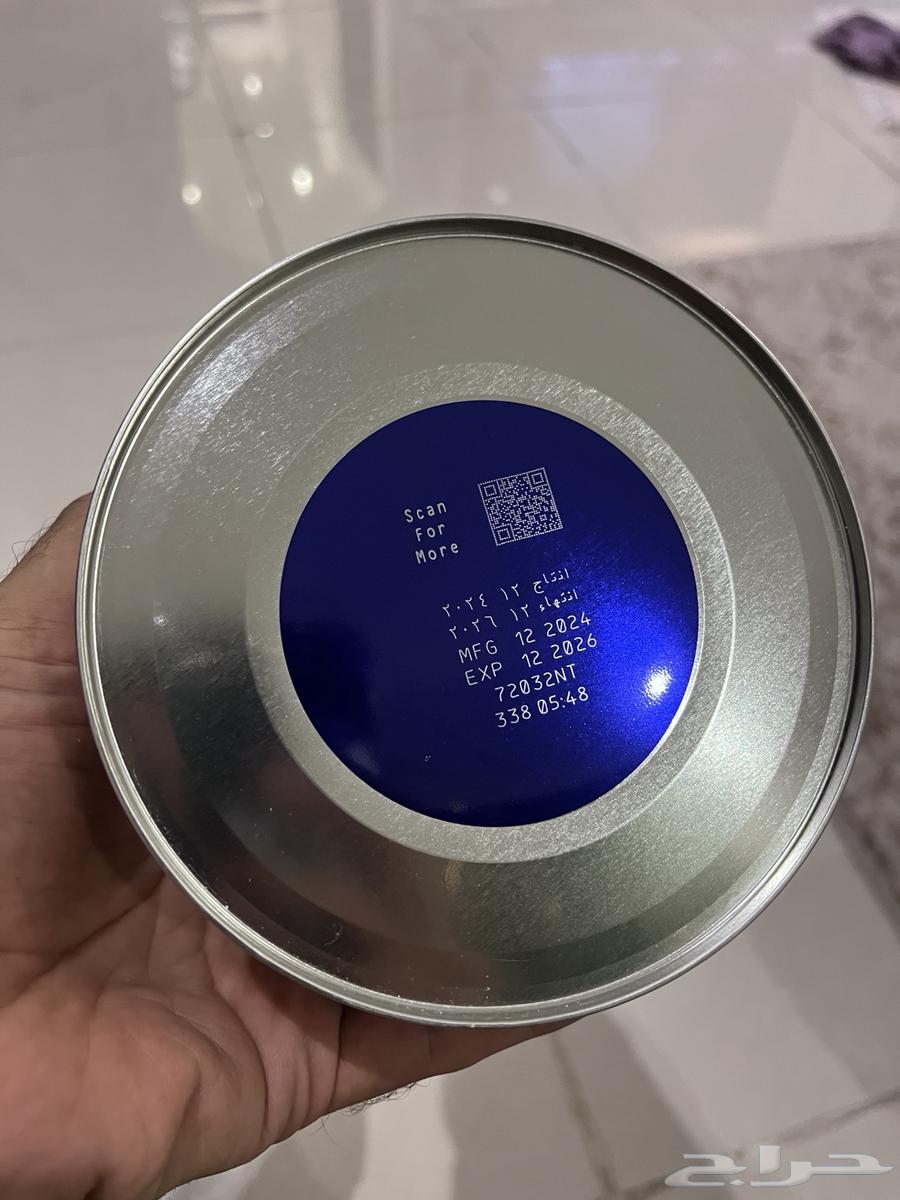 Scan
For
More
انتاج ١٢ ٢٠٢٤
انتهاء ١٢ ٢٠٢٦
MFG 12 2024
EXP 12 2026
72032NT
338 05:48
حراج